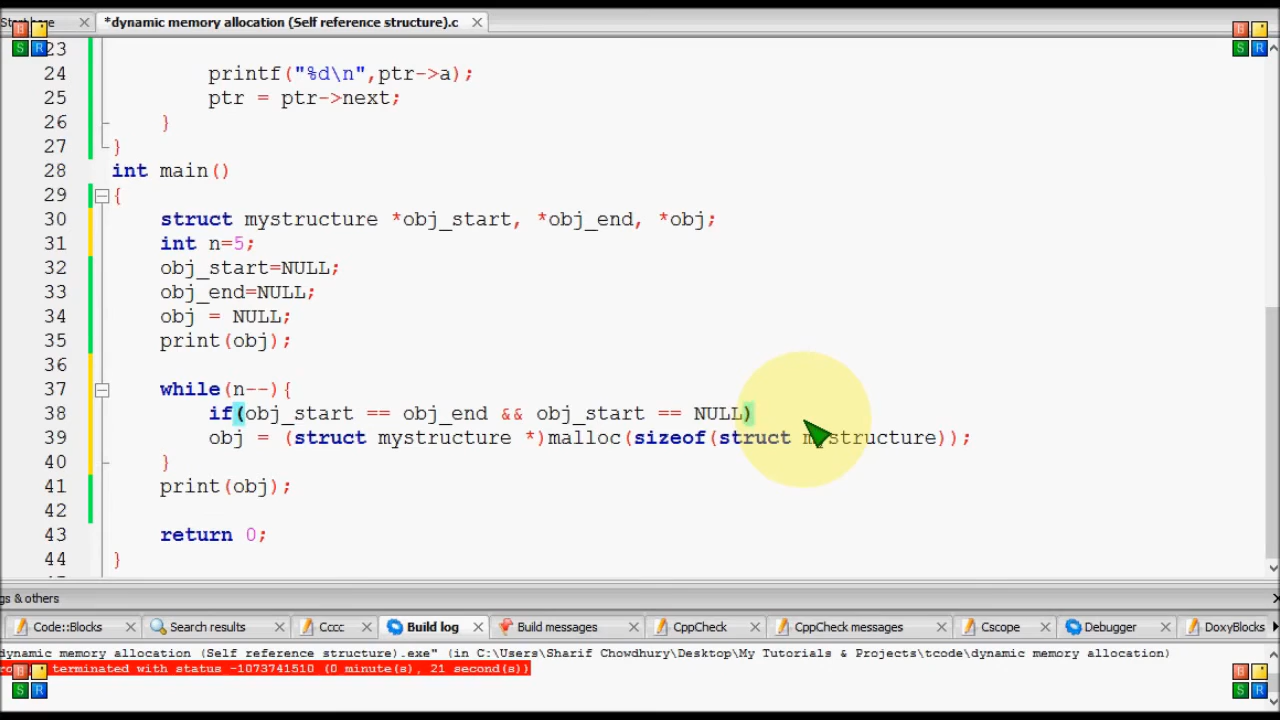 Start here
*dynamic memory allocation (Self reference structure).c
B
S R
B
S R
23
24 printf("%d\n",ptr->a);
25 ptr = ptr->next;
26 }
27 }
28 int main()
29 {
30 struct mystructure *obj_start, *obj_end, *obj;
31 int n=5;
32 obj_start=NULL;
33 obj_end=NULL;
34 obj = NULL;
35 print(obj);
36
37 while(n--){
38 if(obj_start == obj_end && obj_start == NULL)
39 obj = (struct mystructure *)malloc(sizeof(struct mystructure));
40 }
41 print(obj);
42
43 return 0;
44 }
gs & others
Code::Blocks Search results Cccc Build log Build messages CppCheck CppCheck messages Cscope Debugger DoxyBlocks
dynamic memory allocation (Self reference structure).exe" (in C:\Users\Sharif Chowdhury\Desktop\My Tutorials & Projects\tcode\dynamic memory allocation)
terminated with status -1073741510 (0 minute(s), 21 second(s))
B
S R
B
S R